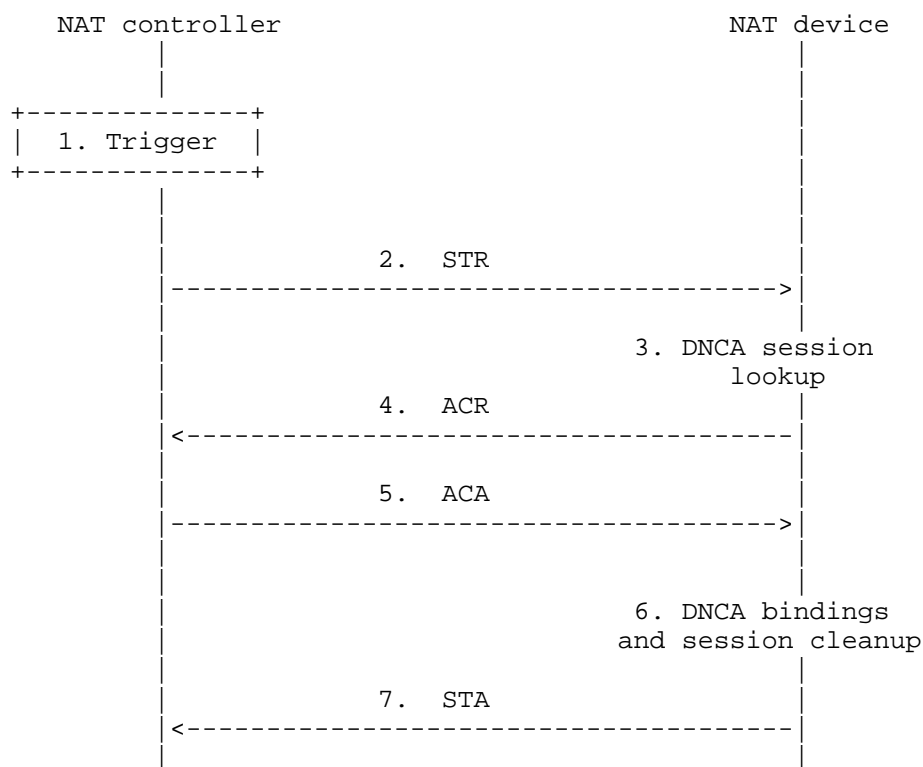 NAT controller NAT device
1. Trigger
2. STR
3. DNCA session
lookup
4. ACR
5. ACA
6. DNCA bindings
and session cleanup
7. STA